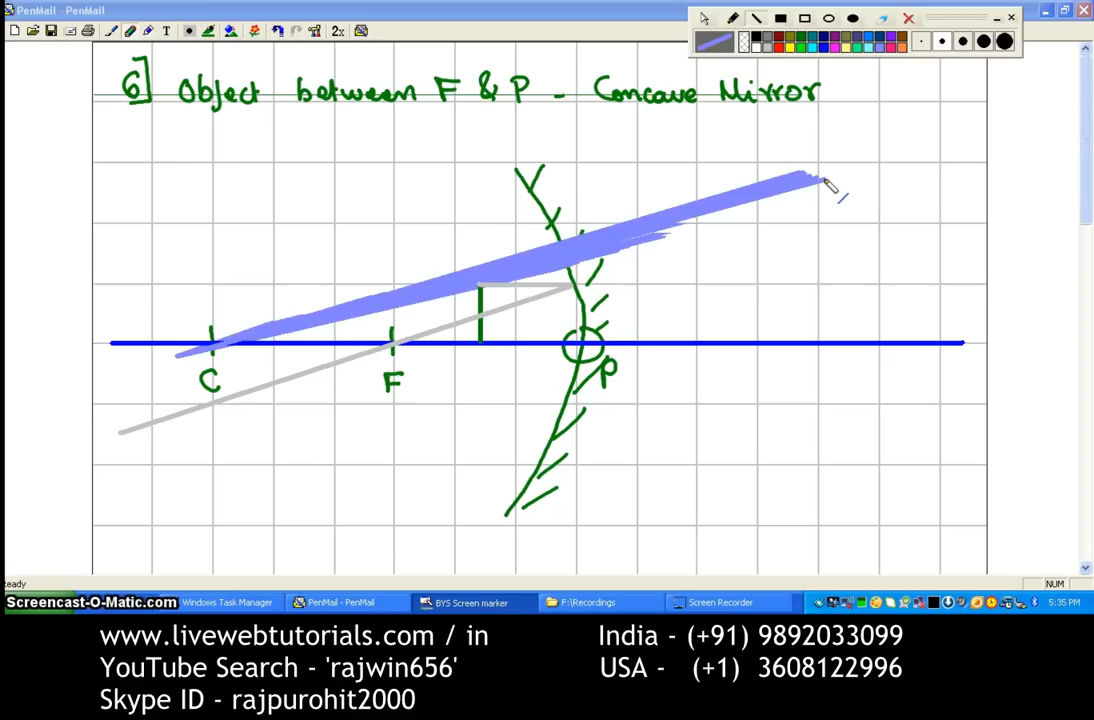 PenMail - PenMail
T
2x
6] Object between F & P - Concave Mirror
C
F
P
Ready
NUM
Screencast-O-Matic.com
Windows Task Manager
PenMail - PenMail
BYS Screen marker
F:\Recordings
Screen Recorder
5:35 PM
www.livewebtutorials.com / in
India - (+91) 9892033099
YouTube Search - 'rajwin656'
USA - (+1) 3608122996
Skype ID - rajpurohit2000